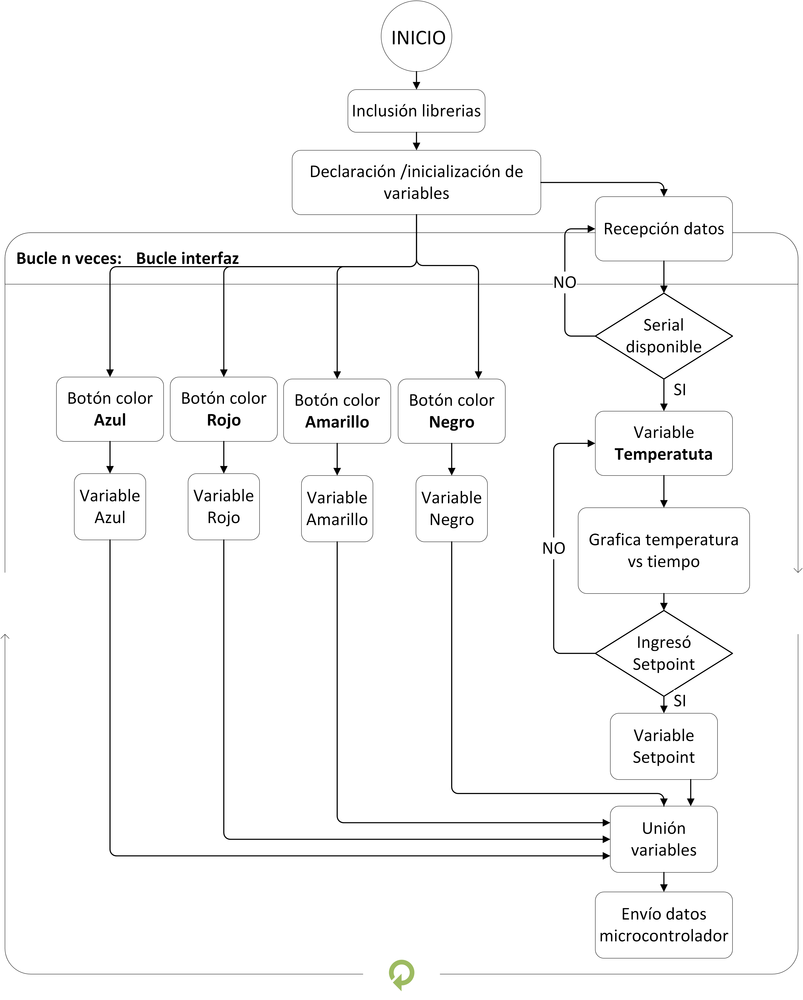 INICIO
Inclusión librerias
Declaración /inicialización de
variables
Recepción datos
Bucle n veces: Bucle interfaz
NO
Serial
disponible
SI
Botón color
Azul
Botón color
Rojo
Botón color
Amarillo
Botón color
Negro
Variable
Temperatuta
Variable
Azul
Variable
Rojo
Variable
Amarillo
Variable
Negro
Grafica temperatura
vs tiempo
NO
Ingresó
Setpoint
SI
Variable
Setpoint
Unión
variables
Envío datos
microcontrolador